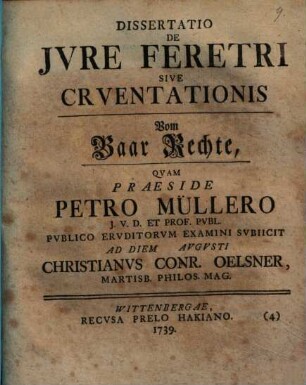 9.
DISSERTATIO
DE
JVRE FERETRI
SIVE
CRVENTATIONIS
Vom
Baar Rechte,
QVAM
PRAESIDE
PETRO MÜLLERO
J. V. D. ET PROF. PVBL.
PVBLICO ERVDITORVM EXAMINI SVBIICIT
AD DIEM AVGVSTI
CHRISTIANVS CONR. OELSNER,
MARTISB. PHILOS. MAG.
WITTENBERGAE,
RECVSA PRELO HAKIANO. (4)
1739.